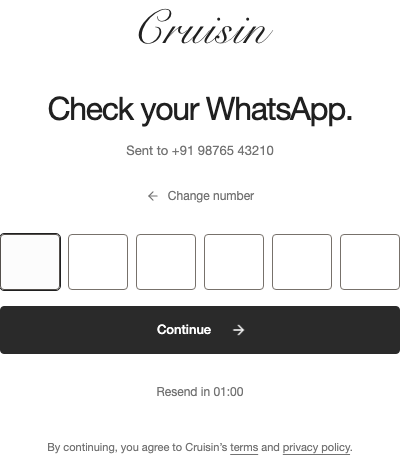 Cruisin
Check your WhatsApp.
Sent to +91 98765 43210
← Change number
Continue →
Resend in 01:00
By continuing, you agree to Cruisin’s terms and privacy policy.